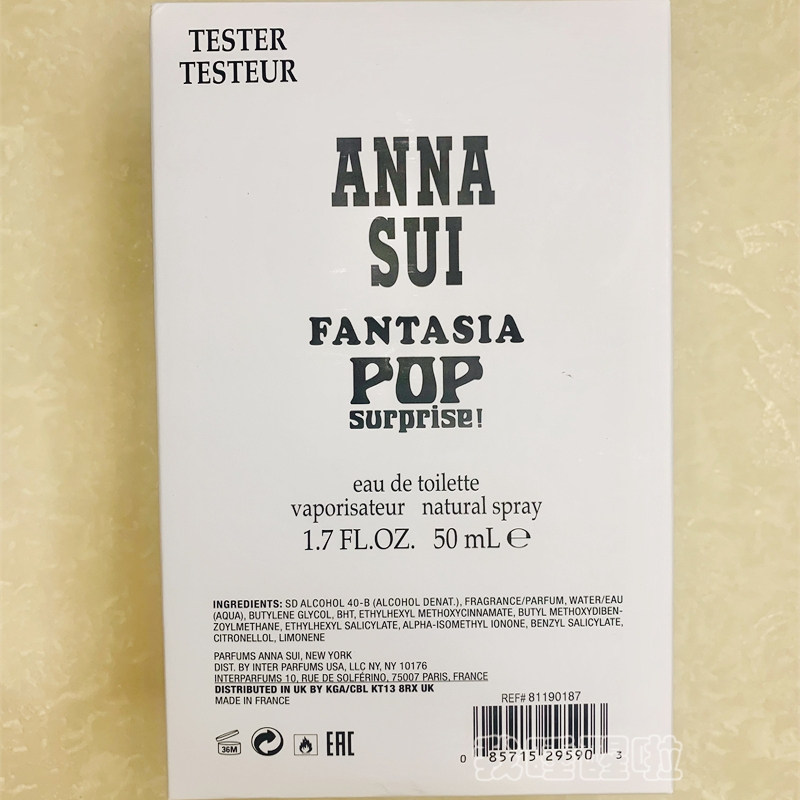 TESTER
TESTEUR
ANNA
SUI
FANTASIA
POP
surprise!
eau de toilette
vaporisateur natural spray
1.7 FL.OZ. 50 mL ℮
INGREDIENTS: SD ALCOHOL 40-B (ALCOHOL DENAT.), FRAGRANCE/PARFUM, WATER/EAU
(AQUA), BUTYLENE GLYCOL, BHT, ETHYLHEXYL METHOXYCINNAMATE, BUTYL METHOXYDIBEN-
ZOYLMETHANE, ETHYLHEXYL SALICYLATE, ALPHA-ISOMETHYL IONONE, BENZYL SALICYLATE,
CITRONELLOL, LIMONENE
PARFUMS ANNA SUI, NEW YORK
DIST. BY INTER PARFUMS USA, LLC NY, NY 10176
INTERPARFUMS 10, RUE DE SOLFÉRINO, 75007 PARIS, FRANCE
DISTRIBUTED IN UK BY KGA/CBL KT13 8RX UK
MADE IN FRANCE
REF# 81190187
36M
EAC
0 85715 29590 3